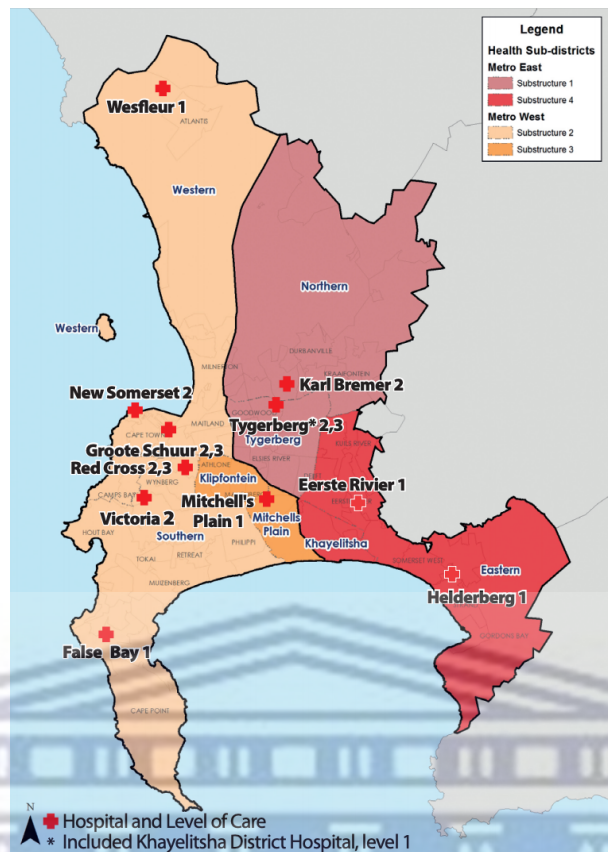 Legend
Health Sub-districts
Metro East
Substructure 1
Substructure 4
Metro West
Substructure 2
Substructure 3
Wesfleur 1
ATLANTIS
Western
Northern
Western
DURBANVILLE
MILNERTON
KRAAIFONTEIN
Karl Bremer 2
New Somerset 2
GOODWOOD
Tygerberg* 2,3
MAITLAND
CAPE TOWN
Tygerberg
KUILS RIVER
Groote Schuur 2,3
ELSIES RIVER
Red Cross 2,3
ATHLONE
Klipfontein
Eerste Rivier 1
WYNBERG
CAMPS BAY
Mitchell's
Plain 1
Victoria 2
Mitchells
Plain
Southern
PHILIPPI
Khayelitsha
HOUT BAY
RETREAT
TOKAI
SOMERSET WEST
Eastern
MUIZENBERG
Helderberg 1
GORDONS BAY
False Bay 1
CAPE POINT
N
Hospital and Level of Care
* Included Khayelitsha District Hospital, level 1